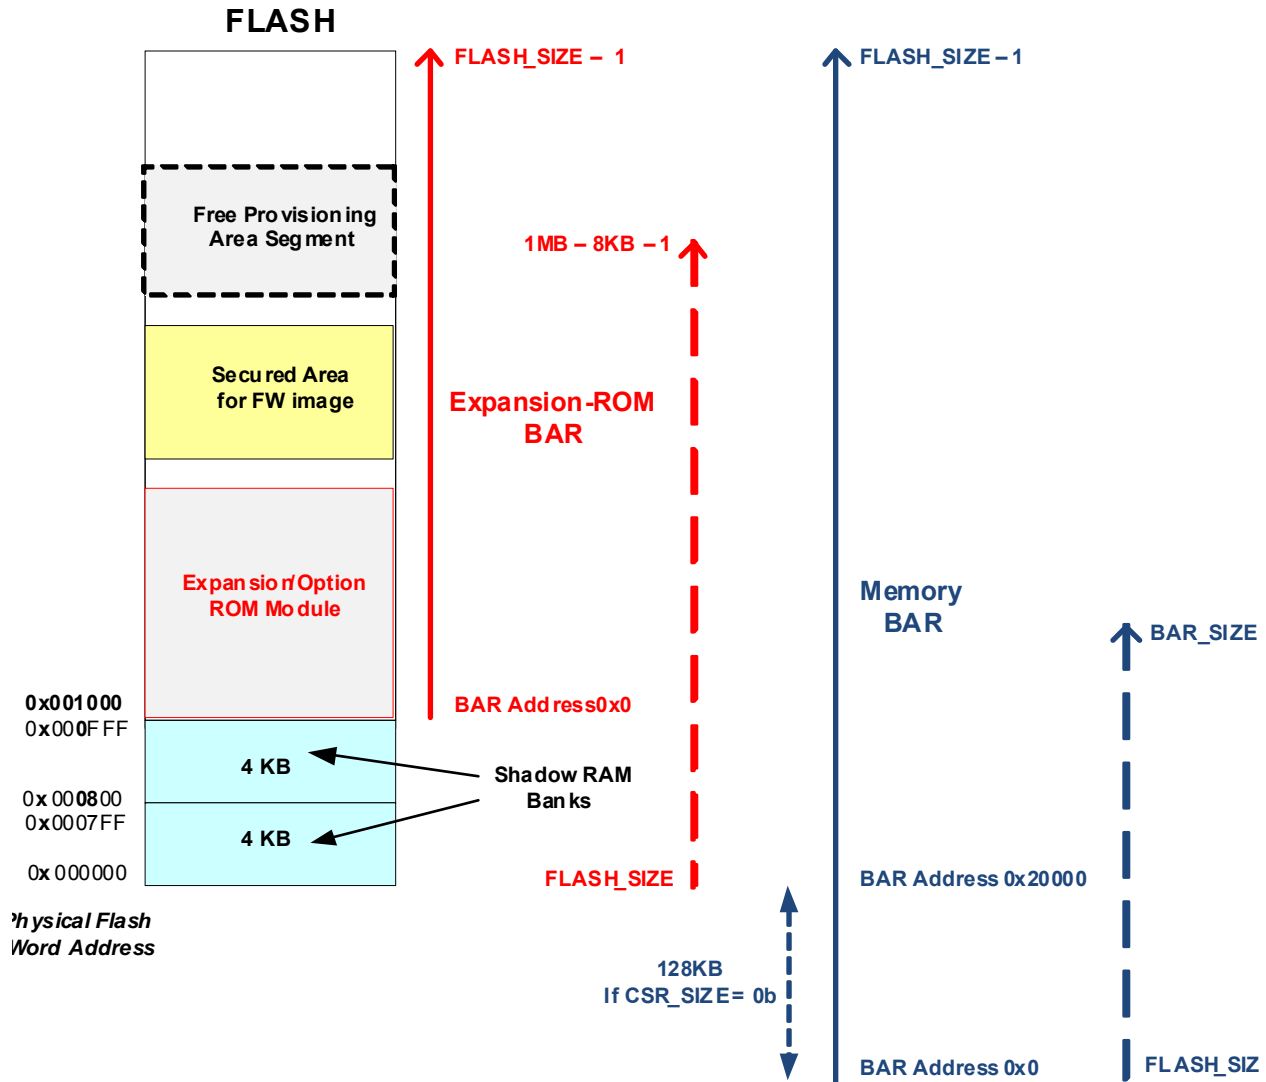 FLASH
FLASH_SIZE – 1
FLASH_SIZE – 1
Free Provisioning
Area Segment
1MB – 8KB – 1
Secured Area
for FW image
Expansion-ROM
BAR
Expansion/Option
ROM Module
Memory
BAR
BAR_SIZE
0x001000
BAR Address0x0
0x000FFF
4 KB
Shadow RAM
Banks
0x000800
0x0007FF
4 KB
0x000000
FLASH_SIZE
BAR Address 0x20000
Physical Flash
Word Address
128KB
If CSR_SIZE = 0b
BAR Address 0x0
FLASH_SIZ